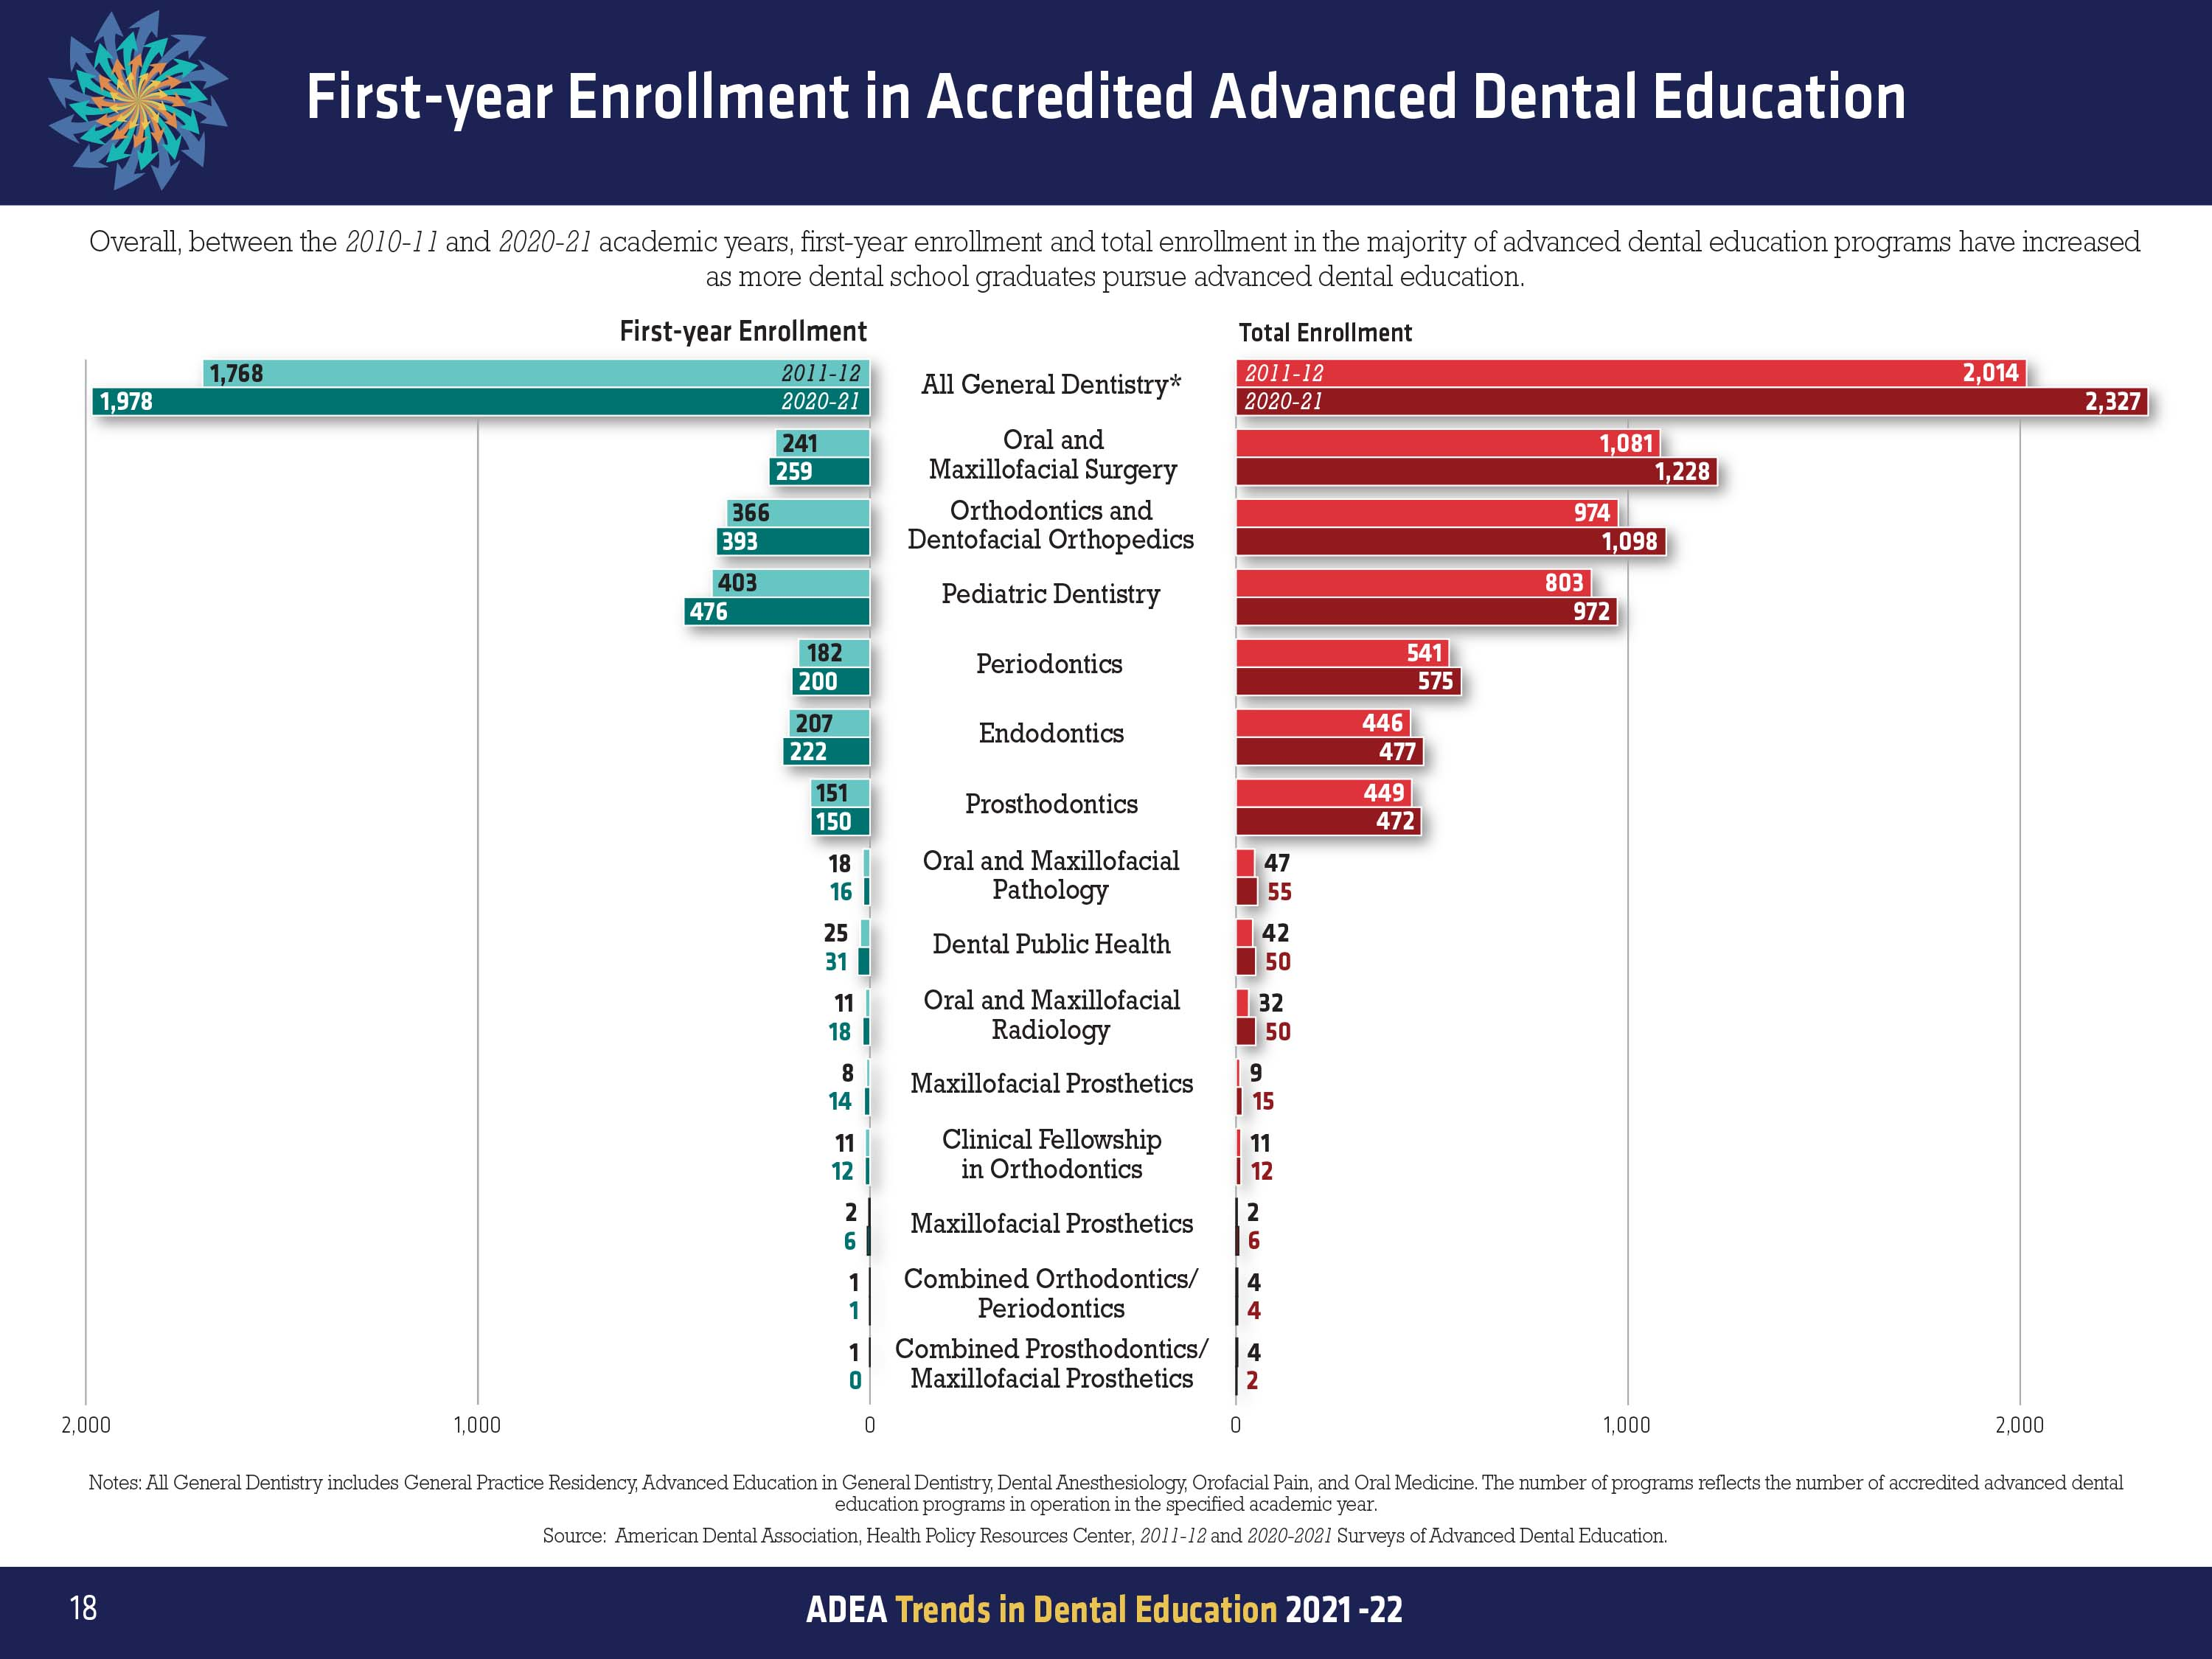 First-year Enrollment in Accredited Advanced Dental Education
Overall, between the 2010-11 and 2020-21 academic years, first-year enrollment and total enrollment in the majority of advanced dental education programs have increased
as more dental school graduates pursue advanced dental education.
First-year Enrollment
Total Enrollment
1,768 2011-12
1,978 2020-21
All General Dentistry*
2011-12 2,014
2020-21 2,327
241
259
Oral and
Maxillofacial Surgery
1,081
1,228
366
393
Orthodontics and
Dentofacial Orthopedics
974
1,098
403
476
Pediatric Dentistry
803
972
182
200
Periodontics
541
575
207
222
Endodontics
446
477
151
150
Prosthodontics
449
472
18
16
Oral and Maxillofacial
Pathology
47
55
25
31
Dental Public Health
42
50
11
18
Oral and Maxillofacial
Radiology
32
50
8
14
Maxillofacial Prosthetics
9
15
11
12
Clinical Fellowship
in Orthodontics
11
12
2
6
Maxillofacial Prosthetics
2
6
1
1
Combined Orthodontics/
Periodontics
4
4
1
0
Combined Prosthodontics/
Maxillofacial Prosthetics
4
2
2,000 1,000 0 0 1,000 2,000
Notes: All General Dentistry includes General Practice Residency, Advanced Education in General Dentistry, Dental Anesthesiology, Orofacial Pain, and Oral Medicine. The number of programs reflects the number of accredited advanced dental
education programs in operation in the specified academic year.
Source: American Dental Association, Health Policy Resources Center, 2011-12 and 2020-2021 Surveys of Advanced Dental Education.
18
ADEA Trends in Dental Education 2021-22